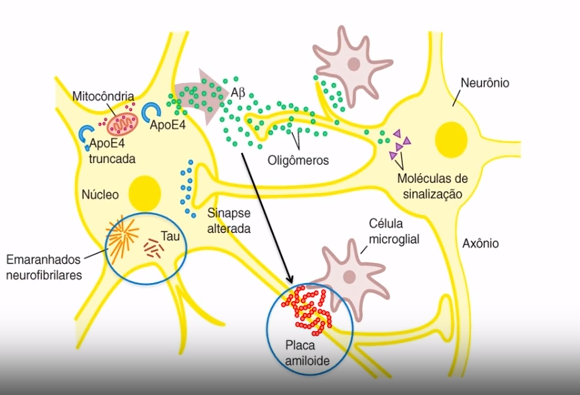 Mitocôndria
ApoE4
ApoE4
truncada
Aβ
Oligômeros
Neurônio
Moléculas de
sinalização
Núcleo
Sinapse
alterada
Tau
Emaranhados
neurofibrilares
Célula
microglial
Axônio
Placa
amiloide